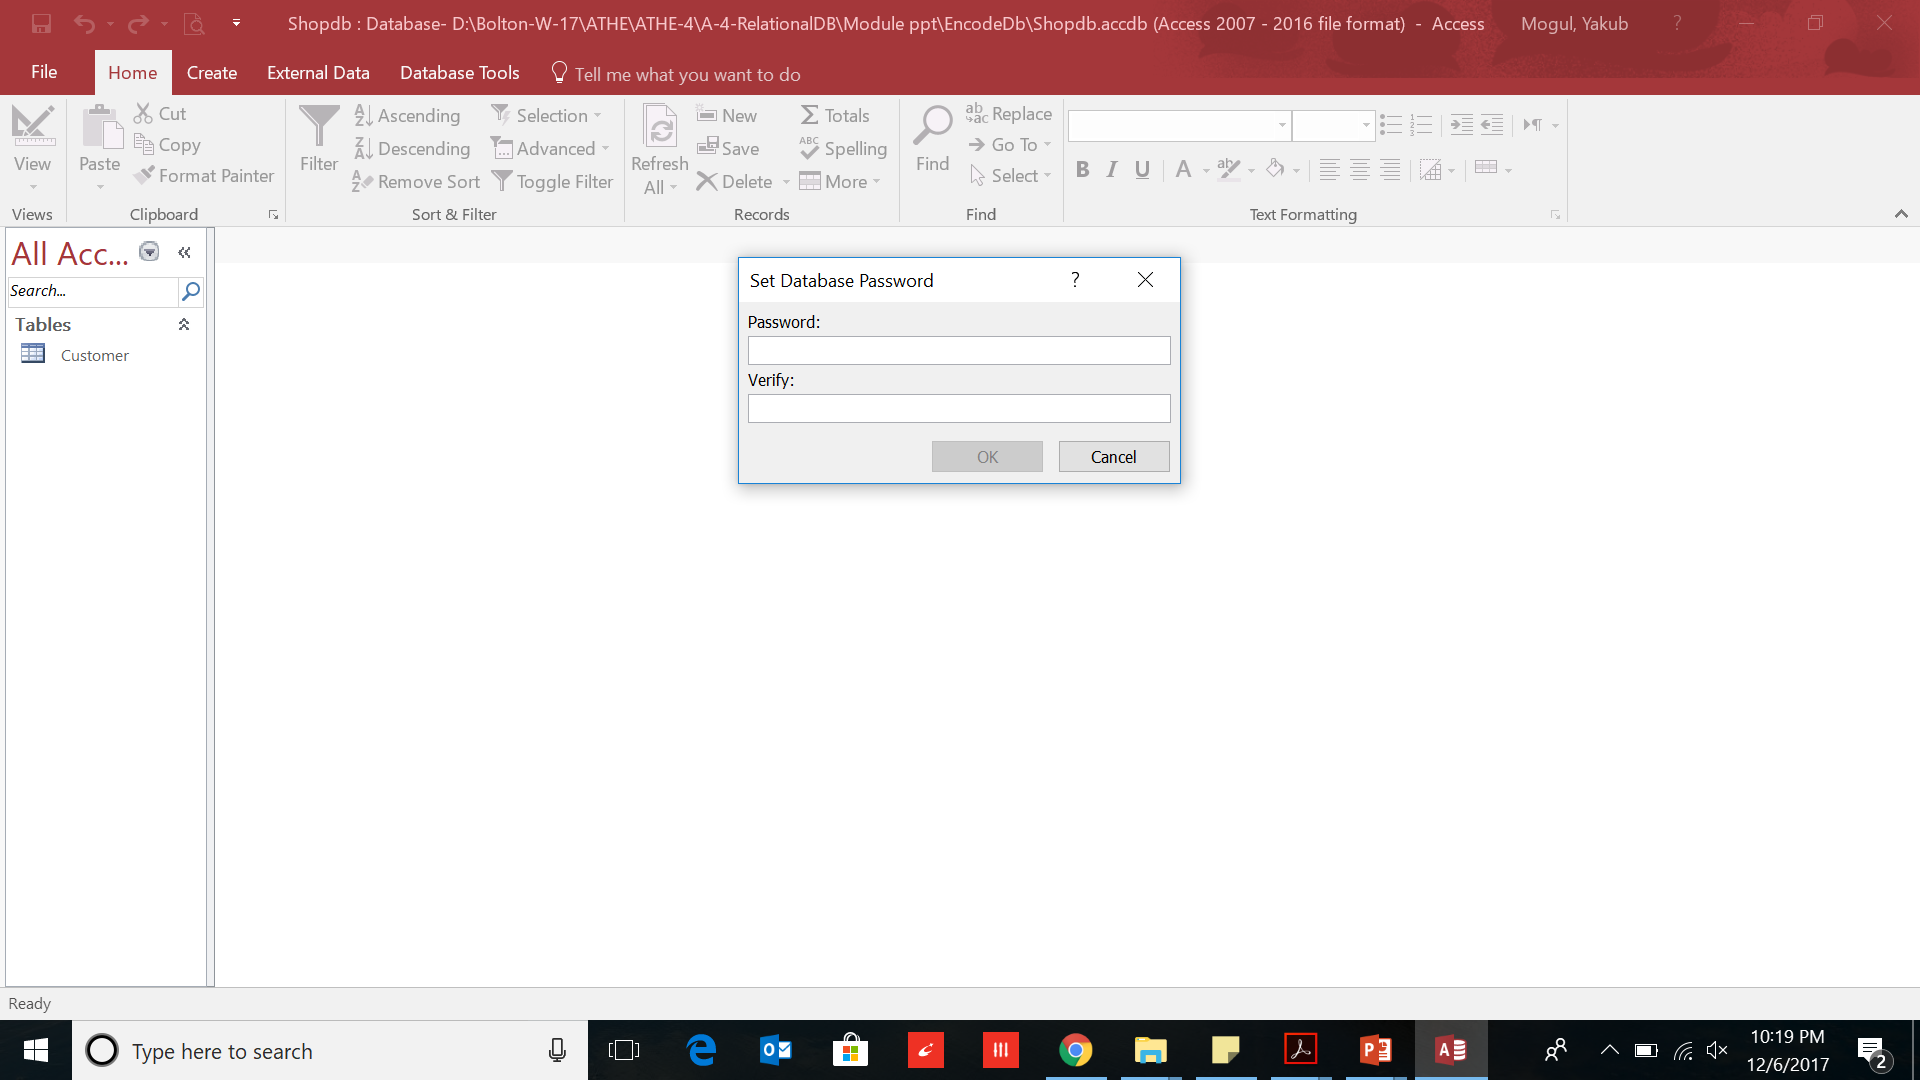 Shopdb : Database- D:\Bolton-W-17\ATHE\ATHE-4\A-4-RelationalDB\Module ppt\EncodeDb\Shopdb.accdb (Access 2007 - 2016 file format) - Access
Mogul, Yakub
?
File
Home
Create
External Data
Database Tools
Tell me what you want to do
View
Views
Paste
Cut
Copy
Format Painter
Clipboard
Filter
Ascending
Descending
Remove Sort
Selection
Advanced
Toggle Filter
Sort & Filter
Refresh
All
New
Save
Delete
Totals
Spelling
More
Records
Find
Replace
Go To
Select
Find
B I U A
Text Formatting
All Acc...
Search...
Tables
Customer
Set Database Password
?
Password:
Verify:
OK
Cancel
Ready
Type here to search
10:19 PM
12/6/2017
2